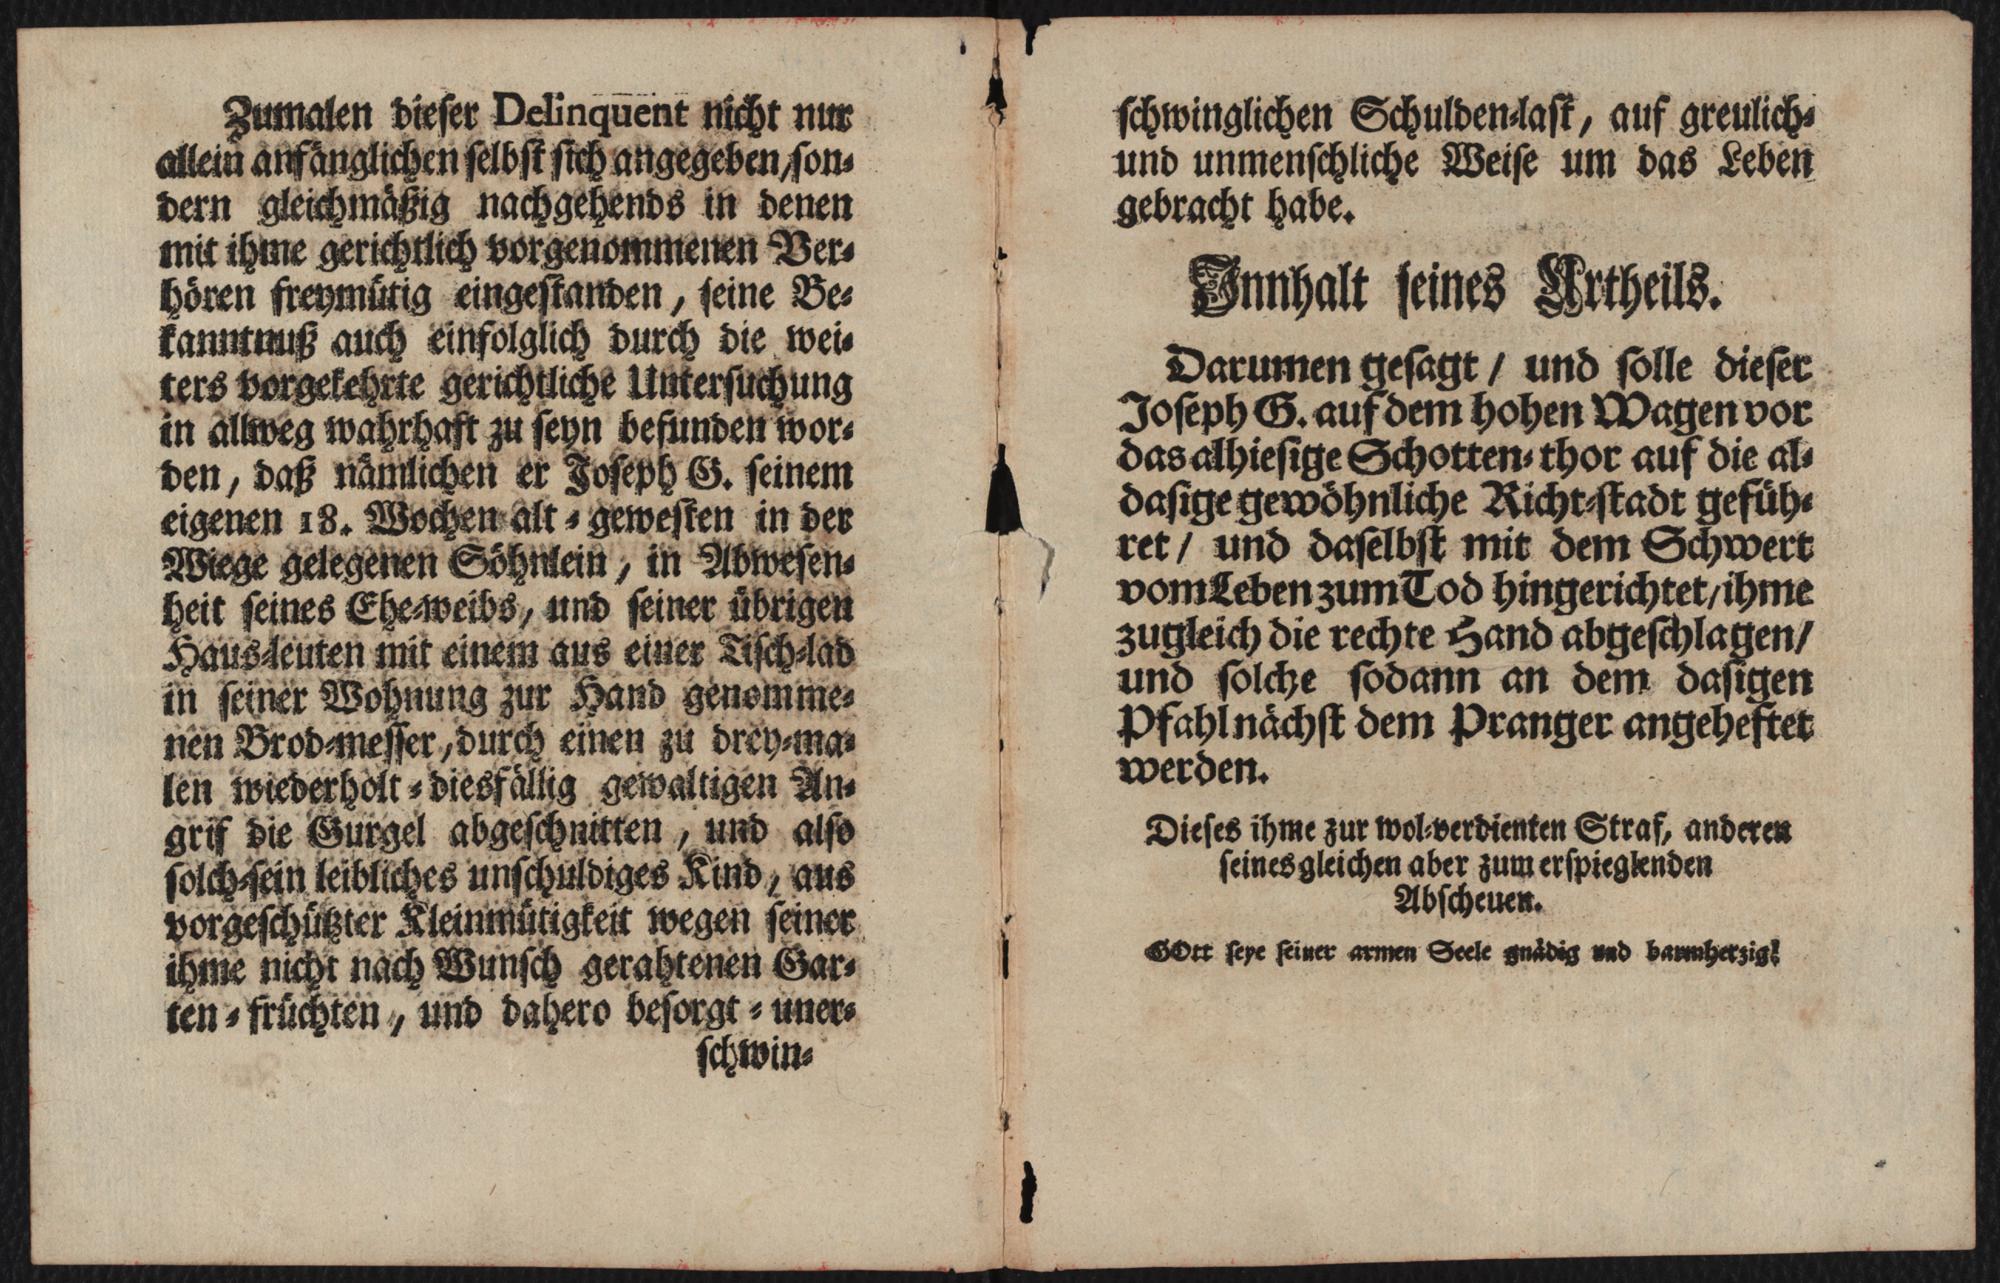 Zumalen dieser Delinquent nicht nur
allein anfänglichen selbst sich angegeben/son-
dern gleichmäßig nachgehends in denen
mit ihme gerichtlich vorgenommenen Ver-
hören freymütig eingestanden, seine Be-
kanntnuß auch einfolglich durch die wei-
ters vorgekehrte gerichtliche Untersuchung
in allweg wahrhaft zu seyn befunden wor-
den, daß nämlichen er Joseph G. seinem
eigenen 18. Wochen alt-gewesten in der
Wiege gelegenen Söhnlein, in Abwesen-
heit seines Ehe-weibs, und seiner übrigen
Haus-leuten mit einem aus einer Tisch-lad
in seiner Wohnung zur Hand genomme-
nen Brod-messer, durch einen zu drey-ma-
len wiederholt-diesfällig gewaltigen An-
grif die Gurgel abgeschnitten, und also
solch-sein leibliches unschuldiges Kind, aus
vorgeschützter Kleinmütigkeit wegen seiner
ihme nicht nach Wunsch gerahtenen Gar-
ten-früchten, und dahero besorgt-uner-
schwin-
schwinglichen Schulden-last, auf greulich-
und unmenschliche Weise um das Leben
gebracht habe.
Innhalt seines Urtheils.
Darumen gesagt / und solle dieser
Joseph G. auf dem hohen Wagen vor
das alhiesige Schotten-thor auf die al-
dasige gewöhnliche Richt-stadt gefüh-
ret / und daselbst mit dem Schwert
vom Leben zum Tod hingerichtet/ihme
zugleich die rechte Hand abgeschlagen/
und solche sodann an dem dasigen
Pfahl nächst dem Pranger angeheftet
werden.
Dieses ihme zur wol-verdienten Straf, anderen
seines gleichen aber zum erspieglenden
Abscheuen.
GOtt seye seiner armen Seele gnädig und barmherzig!